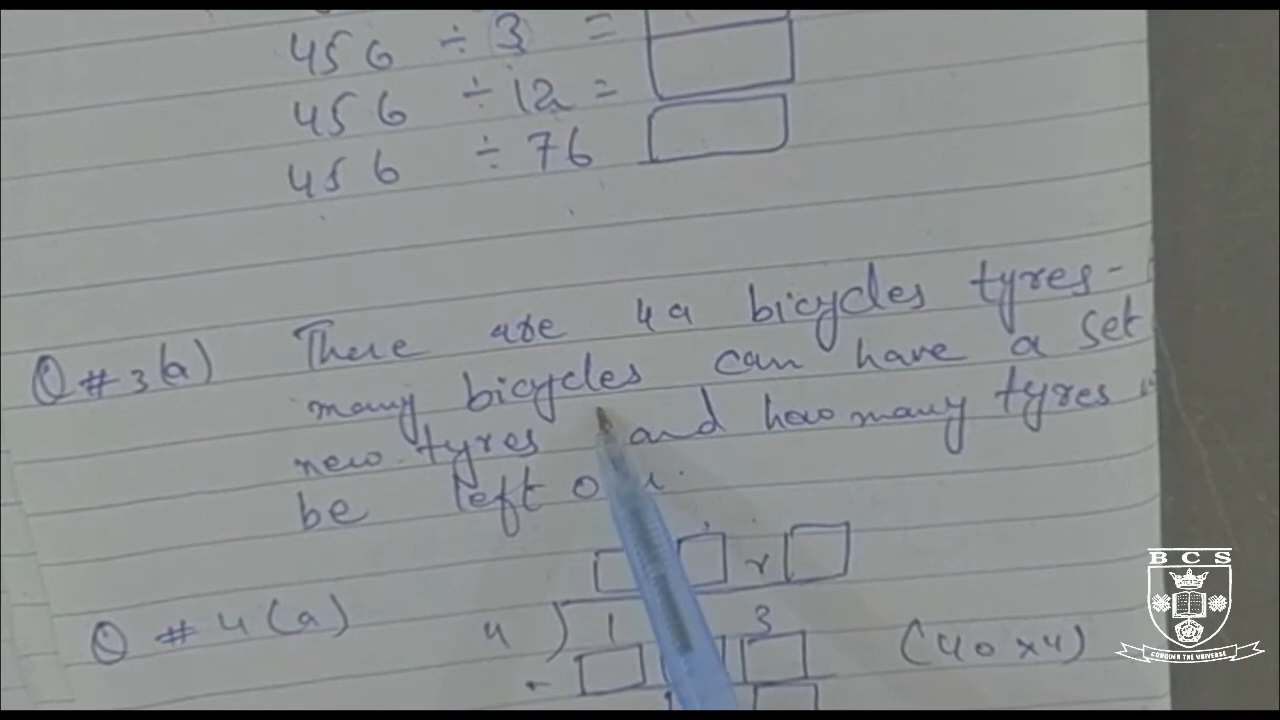 456 ÷ 3 =
456 ÷ 12 =
456 ÷ 76
Q # 3(a) There are 49 bicycles tyres-
many bicycles can have a set
new tyres and how many tyres
be left
Q # 4(a)
r
4 ) 1 3
- (40 x 4)
BCS
CONQUER THE UNIVERSE